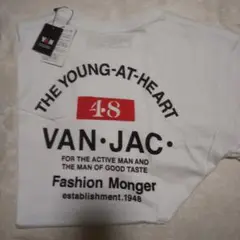 THE YOUNG-AT-HEART
48
VAN・JAC・
FOR THE ACTIVE MAN AND
THE MAN OF GOOD TASTE
Fashion Monger
establishment.1948